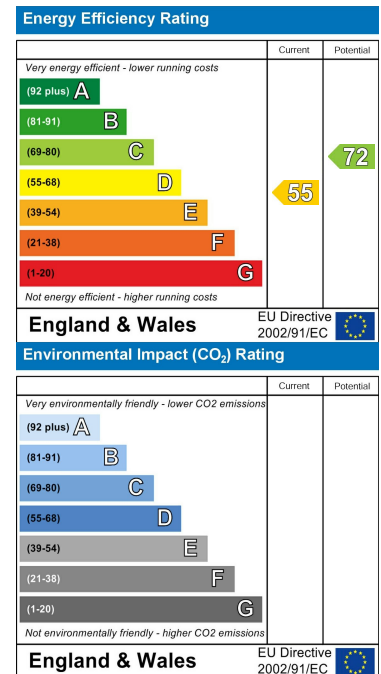 Energy Efficiency Rating
Current Potential
Very energy efficient - lower running costs
(92 plus) A
(81-91) B
(69-80) C
72
(55-68) D
55
(39-54) E
(21-38) F
(1-20) G
Not energy efficient - higher running costs
England & Wales
EU Directive
2002/91/EC
Environmental Impact (CO₂) Rating
Current Potential
Very environmentally friendly - lower CO2 emissions
(92 plus) A
(81-91) B
(69-80) C
(55-68) D
(39-54) E
(21-38) F
(1-20) G
Not environmentally friendly - higher CO2 emissions
England & Wales
EU Directive
2002/91/EC